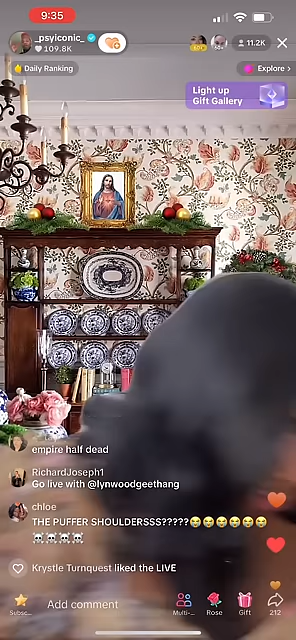 9:35
_psyiconic_
109.8K
11.2K
Daily Ranking
Explore >
Light up
Gift Gallery
empire half dead
RichardJoseph1
Go live with @lynwoodgeethang
chloe
THE PUFFER SHOULDERSSS?????😭😭😭😭😭😭
☠️☠️☠️☠️
Krystle Turnquest liked the LIVE
Subsc...
Add comment
Multi-...
Rose
Gift
212